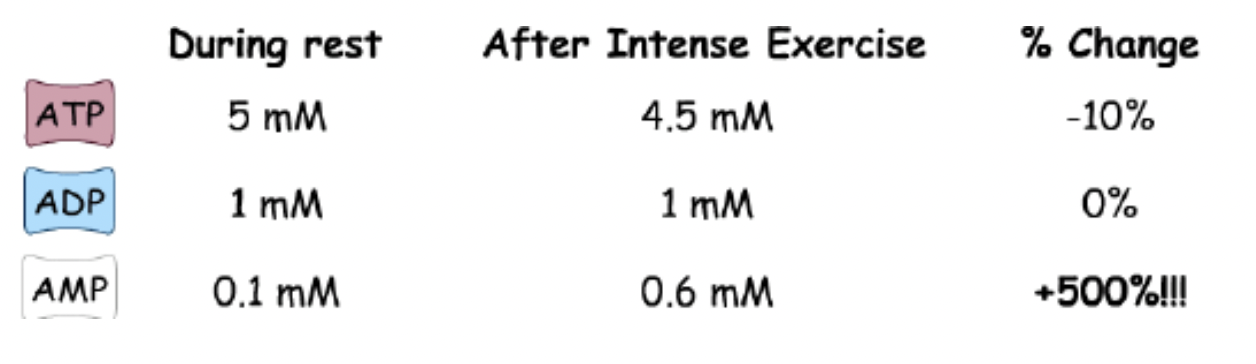 During rest After Intense Exercise % Change
ATP 5 mM 4.5 mM -10%
ADP 1 mM 1 mM 0%
AMP 0.1 mM 0.6 mM +500%!!!